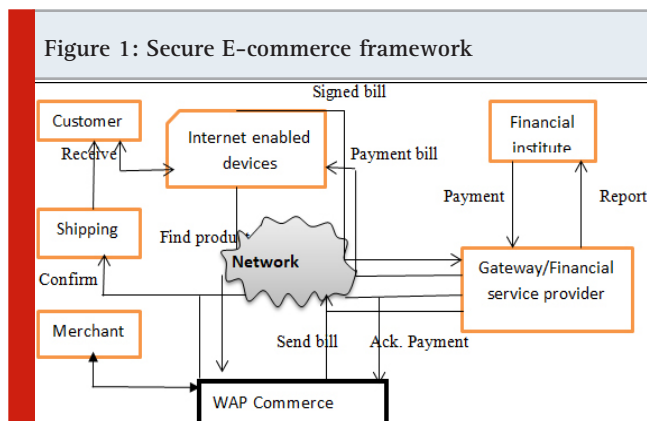 Figure 1: Secure E-commerce framework
Signed bill
Customer
Internet enabled
devices
Financial
institute
Receive
Payment bill
Payment
Report
Shipping
Find produ
Network
Gateway/Financial
service provider
Confirm
Merchant
Send bill
Ack. Payment
WAP Commerce